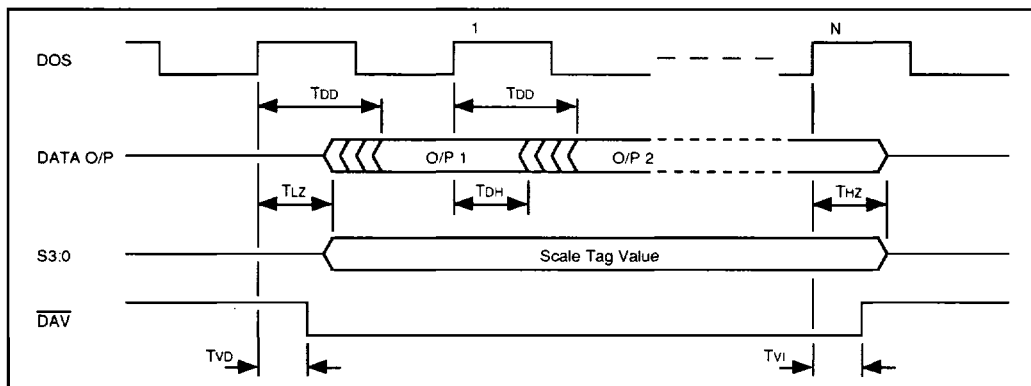 1 N
DOS
TDD TDD
DATA O/P O/P 1 O/P 2
TLZ TDH THZ
S3:0 Scale Tag Value
DAV
TVD TVI